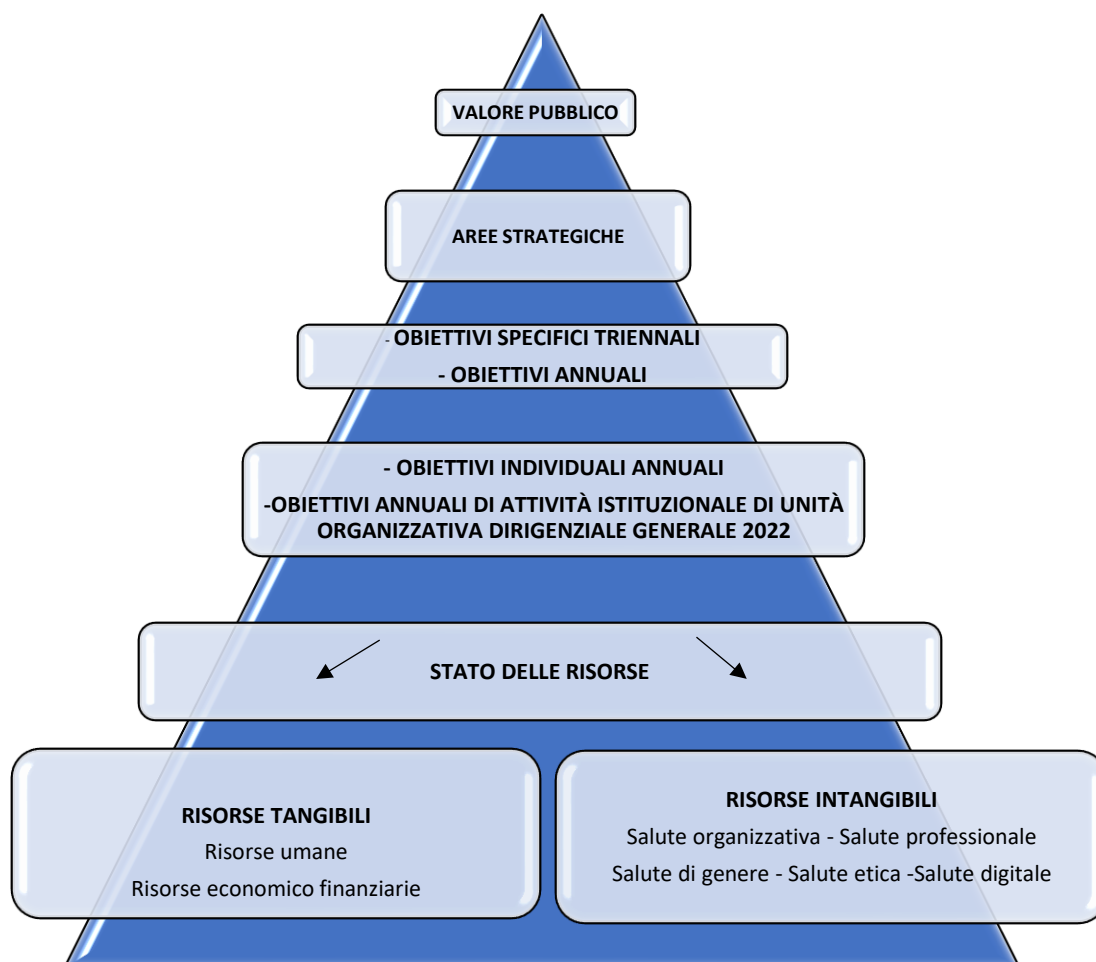 VALORE PUBBLICO
AREE STRATEGICHE
- OBIETTIVI SPECIFICI TRIENNALI
- OBIETTIVI ANNUALI
- OBIETTIVI INDIVIDUALI ANNUALI
-OBIETTIVI ANNUALI DI ATTIVITÀ ISTITUZIONALE DI UNITÀ
ORGANIZZATIVA DIRIGENZIALE GENERALE 2022
STATO DELLE RISORSE
RISORSE TANGIBILI
Risorse umane
Risorse economico finanziarie
RISORSE INTANGIBILI
Salute organizzativa - Salute professionale
Salute di genere - Salute etica -Salute digitale